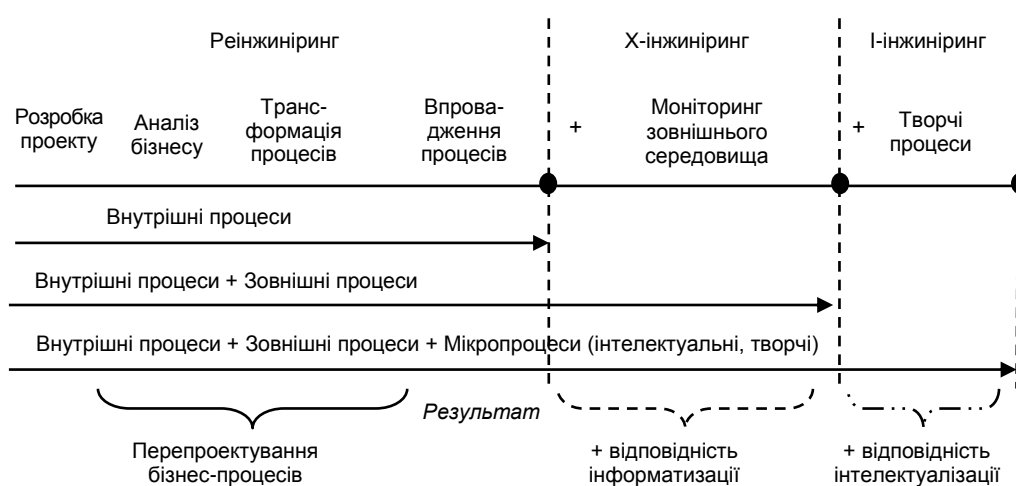 Реінжиніринг
Х-інжиніринг
І-інжиніринг
Розробка
проекту
Аналіз
бізнесу
Транс-
формація
процесів
Впрова-
дження
процесів
+
Моніторинг
зовнішнього
середовища
+
Творчі
процеси
Внутрішні процеси
Внутрішні процеси + Зовнішні процеси
Внутрішні процеси + Зовнішні процеси + Мікропроцеси (інтелектуальні, творчі)
Результат
Перепроектування
бізнес-процесів
+ відповідність
інформатизації
+ відповідність
інтелектуалізації